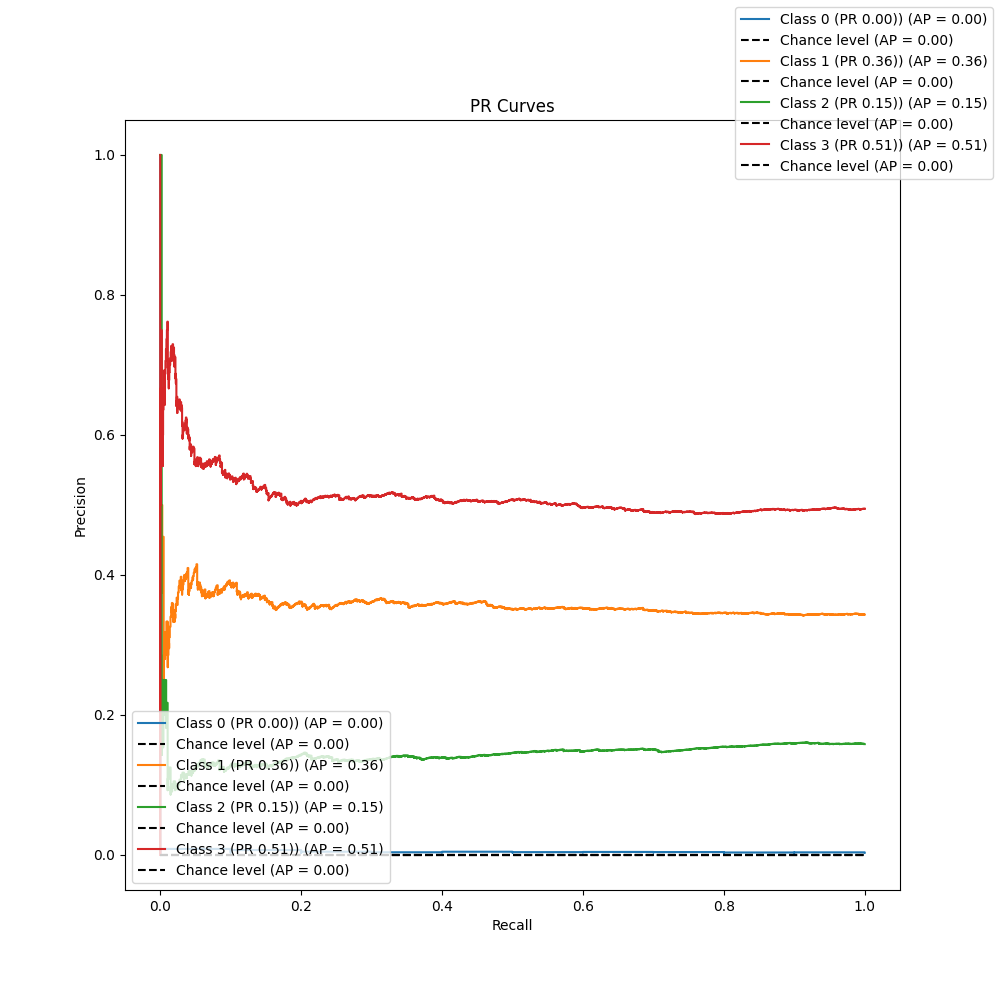 Class 0 (PR 0.00)) (AP = 0.00)
Chance level (AP = 0.00)
Class 1 (PR 0.36)) (AP = 0.36)
Chance level (AP = 0.00)
Class 2 (PR 0.15)) (AP = 0.15)
Chance level (AP = 0.00)
Class 3 (PR 0.51)) (AP = 0.51)
Chance level (AP = 0.00)
PR Curves
1.0
0.8
0.6
0.4
0.2
0.0
Precision
Class 0 (PR 0.00)) (AP = 0.00)
Chance level (AP = 0.00)
Class 1 (PR 0.36)) (AP = 0.36)
Chance level (AP = 0.00)
Class 2 (PR 0.15)) (AP = 0.15)
Chance level (AP = 0.00)
Class 3 (PR 0.51)) (AP = 0.51)
Chance level (AP = 0.00)
0.0 0.2 0.4 0.6 0.8 1.0
Recall